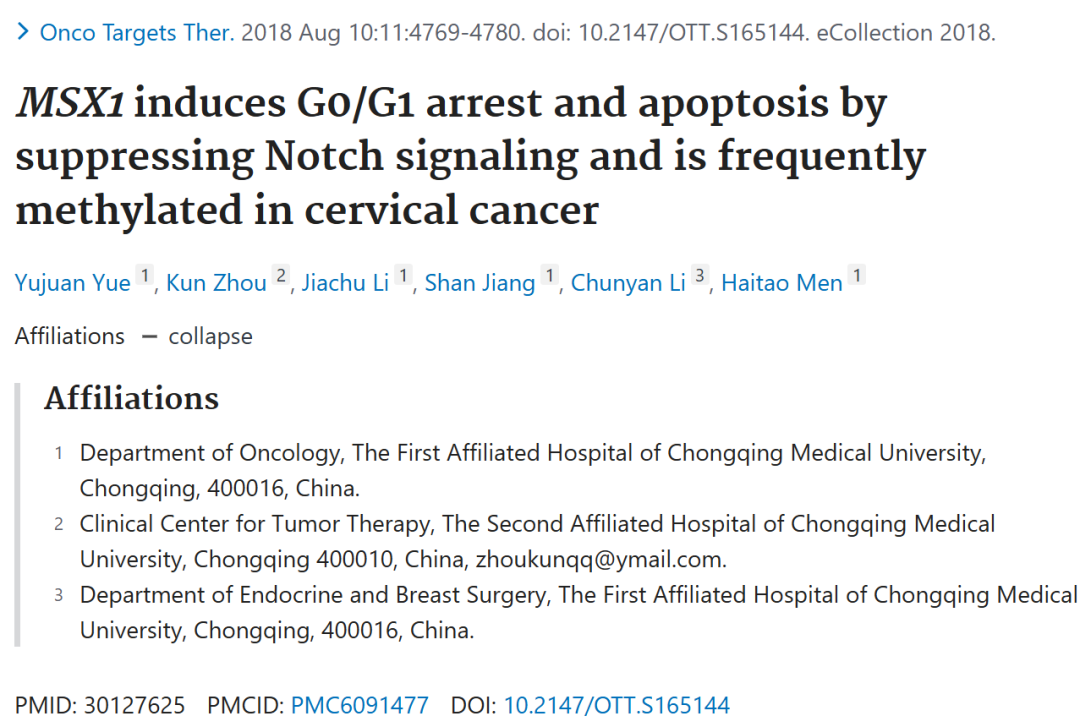 Onco Targets Ther. 2018 Aug 10:11:4769-4780. doi: 10.2147/OTT.S165144. eCollection 2018.
MSX1 induces G0/G1 arrest and apoptosis by
suppressing Notch signaling and is frequently
methylated in cervical cancer
Yujuan Yue 1, Kun Zhou 2, Jiachu Li 1, Shan Jiang 1, Chunyan Li 3, Haitao Men 1
Affiliations — collapse
Affiliations
1 Department of Oncology, The First Affiliated Hospital of Chongqing Medical University,
Chongqing, 400016, China.
2 Clinical Center for Tumor Therapy, The Second Affiliated Hospital of Chongqing Medical
University, Chongqing 400010, China, zhoukunqq@ymail.com.
3 Department of Endocrine and Breast Surgery, The First Affiliated Hospital of Chongqing Medical
University, Chongqing, 400016, China.
PMID: 30127625 PMCID: PMC6091477 DOI: 10.2147/OTT.S165144